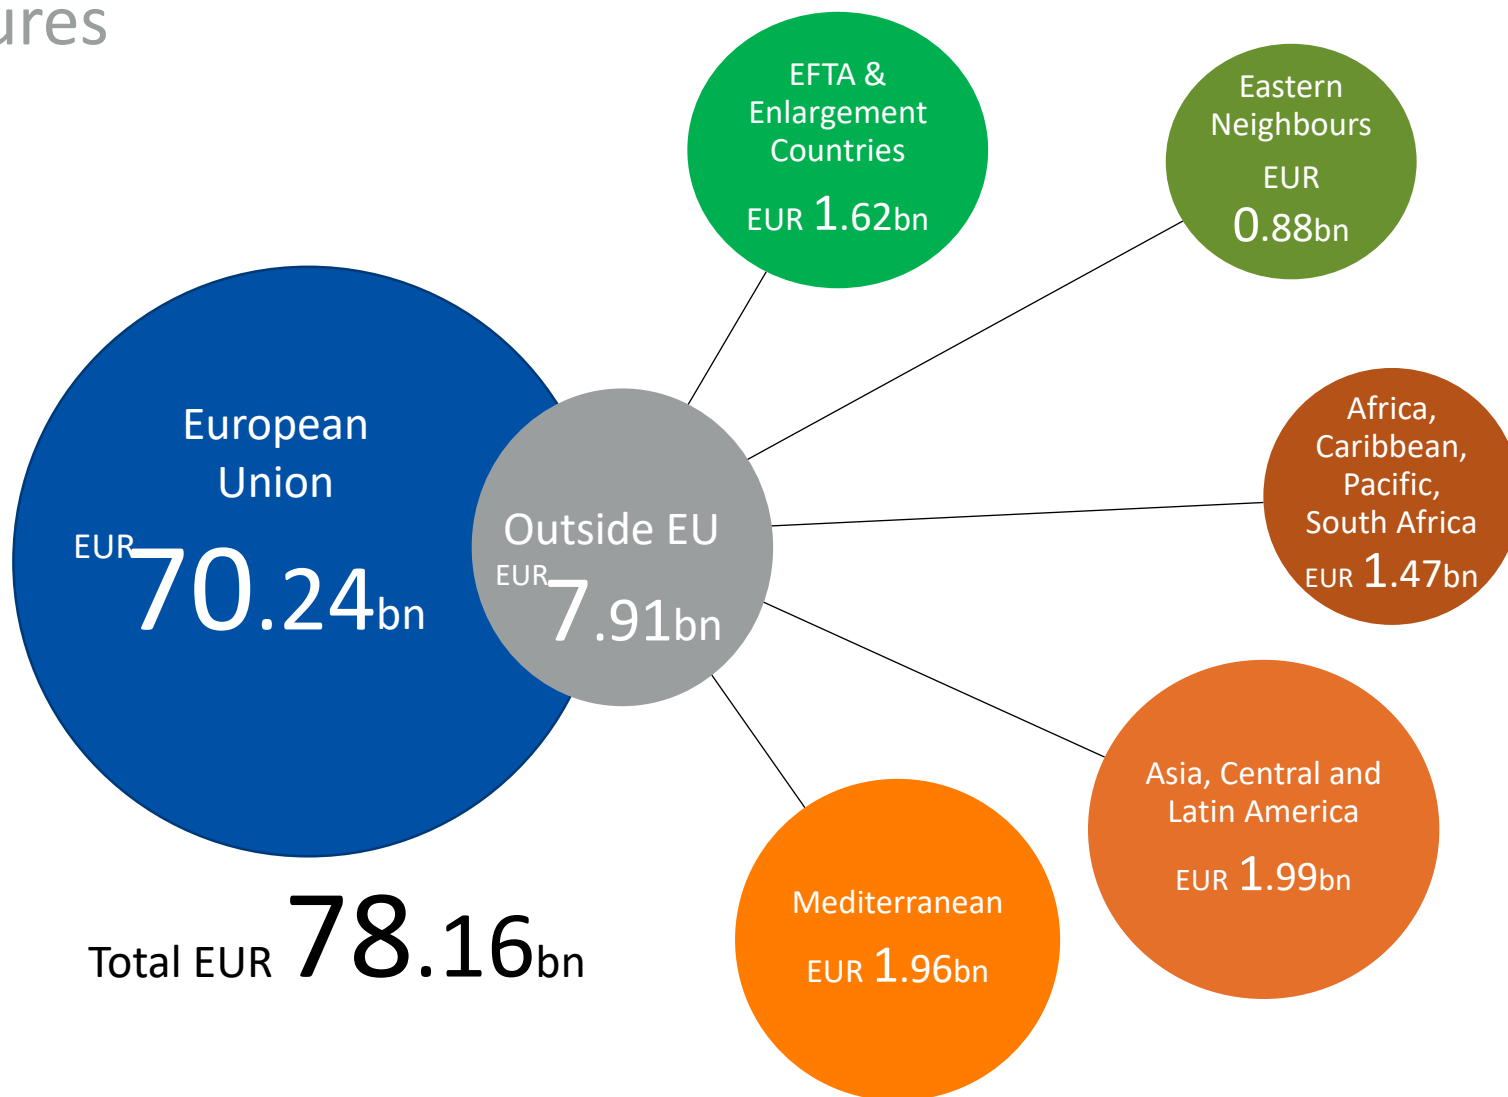 ures
EFTA &
Enlargement
Countries
EUR 1.62bn
Eastern
Neighbours
EUR
0.88bn
European
Union
EUR 70.24bn
Outside EU
EUR 7.91bn
Africa,
Caribbean,
Pacific,
South Africa
EUR 1.47bn
Asia, Central and
Latin America
EUR 1.99bn
Mediterranean
EUR 1.96bn
Total EUR 78.16bn